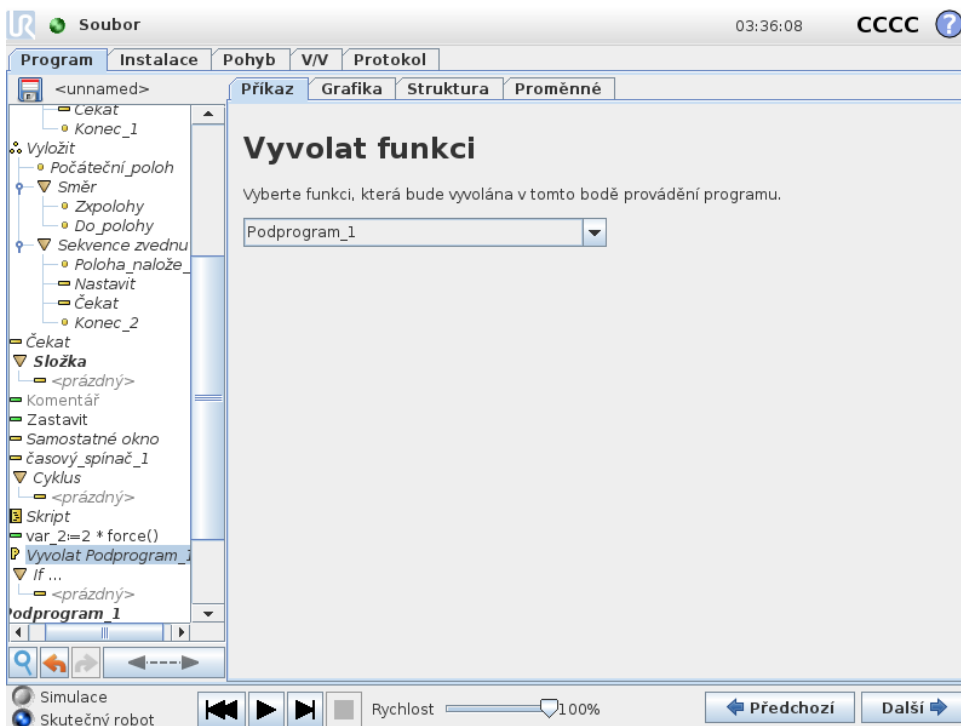 Soubor
03:36:08
CCCC
?
Program Instalace Pohyb V/V Protokol
<unnamed>
Příkaz Grafika Struktura Proměnné
Čekat
Konec_1
Vyložit
Počáteční_poloh
Směr
Zxpolohy
Do_polohy
Sekvence zvednu
Poloha_nalože_
Nastavit
Čekat
Konec_2
Čekat
Složka
<prázdný>
Komentář
Zastavit
Samostatné okno
časový_spínač_1
Cyklus
<prázdný>
Skript
var_2:=2 * force()
Vyvolat Podprogram_1
If ...
<prázdný>
Podprogram_1
Vyvolat funkci
Vyberte funkci, která bude vyvolána v tomto bodě provádění programu.
Podprogram_1
Simulace
Skutečný robot
Rychlost 100%
Předchozí
Další